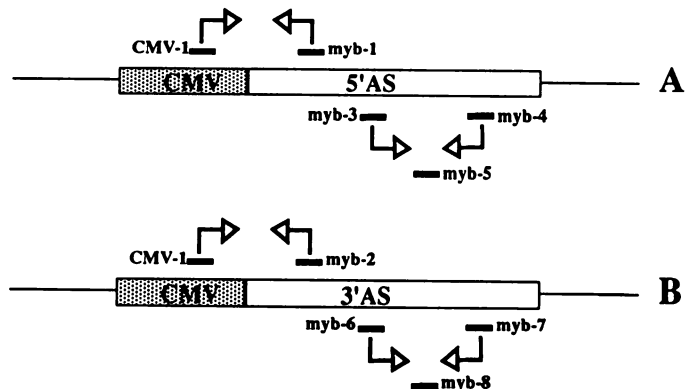 CMV-1 myb-1
CMV 5'AS A
myb-3 myb-4
myb-5
CMV-1 myb-2
CMV 3'AS B
myb-6 myb-7
myb-8